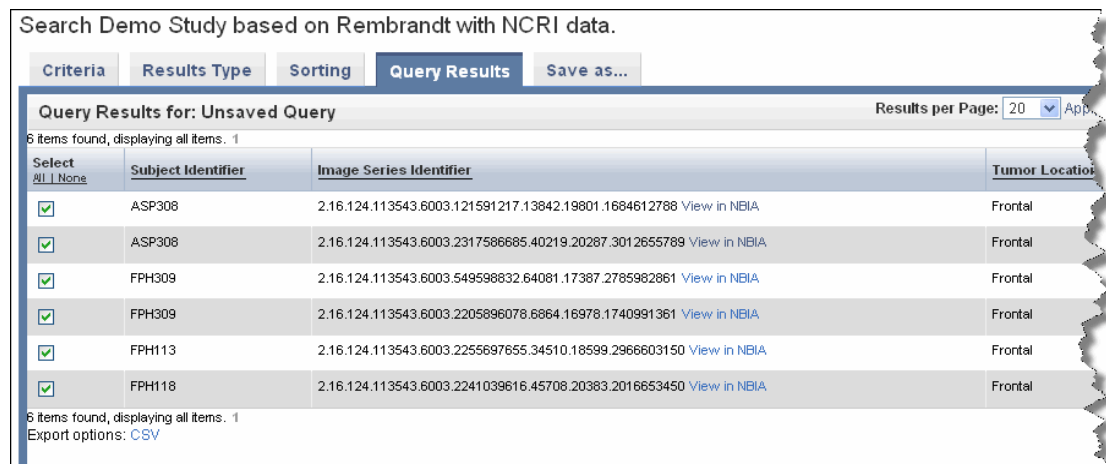 Search Demo Study based on Rembrandt with NCRI data.
Criteria Results Type Sorting Query Results Save as...
Query Results for: Unsaved Query Results per Page: 20
6 items found, displaying all items. 1
Select All | None Subject Identifier Image Series Identifier Tumor Location
ASP308 2.16.124.113543.6003.121591217.13842.19801.1684612788 View in NBIA Frontal
ASP308 2.16.124.113543.6003.2317586685.40219.20287.3012655789 View in NBIA Frontal
FPH309 2.16.124.113543.6003.549598832.64081.17387.2785982861 View in NBIA Frontal
FPH309 2.16.124.113543.6003.2205896078.6864.16978.1740991361 View in NBIA Frontal
FPH113 2.16.124.113543.6003.2255697655.34510.18599.2966603150 View in NBIA Frontal
FPH118 2.16.124.113543.6003.2241039616.45708.20383.2016653450 View in NBIA Frontal
6 items found, displaying all items. 1
Export options: CSV